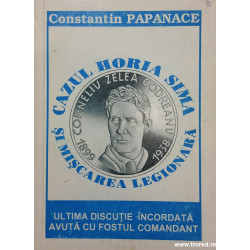 Constantin PAPANACE
CAZUL HORIA SIMA
ȘI MIȘCAREA LEGIONARĂ
CORNELIU ZELEA CODREANU
1899 1938
ULTIMA DISCUȚIE ÎNCORDATĂ
AVUTĂ CU FOSTUL COMANDANT
www.tmred.ro